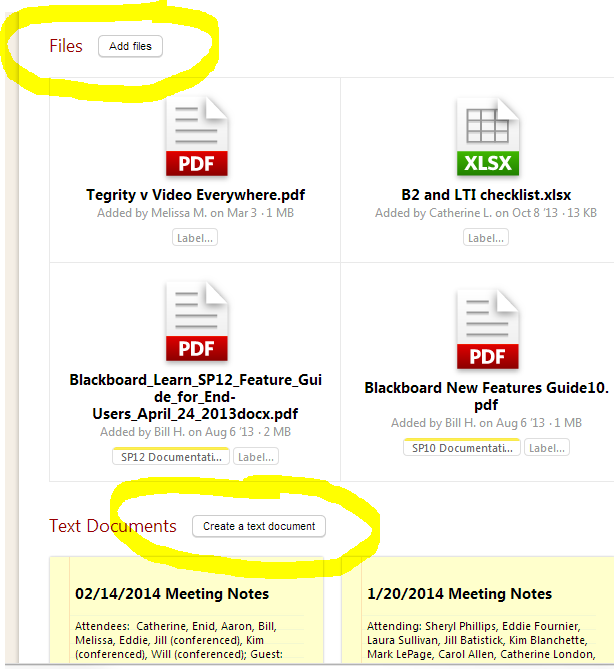 Files
Add files
PDF
XLSX
Tegrity v Video Everywhere.pdf
Added by Melissa M. on Mar 3 · 1 MB
Label...
B2 and LTI checklist.xlsx
Added by Catherine L. on Oct 8 '13 · 13 KB
Label...
PDF
PDF
Blackboard_Learn_SP12_Feature_Gui
de_for_End-
Users_April_24_2013docx.pdf
Added by Bill H. on Aug 6 '13 · 2 MB
SP12 Documentati...
Label...
Blackboard New Features Guide10.
pdf
Added by Bill H. on Aug 6 '13 · 1 MB
SP10 Documentati...
Label...
Text Documents
Create a text document
02/14/2014 Meeting Notes
Attendees: Catherine, Enid, Aaron, Bill,
Melissa, Eddie, Jill (conferenced), Kim
(conferenced), Will (conferenced); Guest:
1/20/2014 Meeting Notes
Attending: Sheryl Phillips, Eddie Fournier,
Laura Sullivan, Jill Batistick, Kim Blanchette,
Mark LePage, Carol Allen, Catherine London,